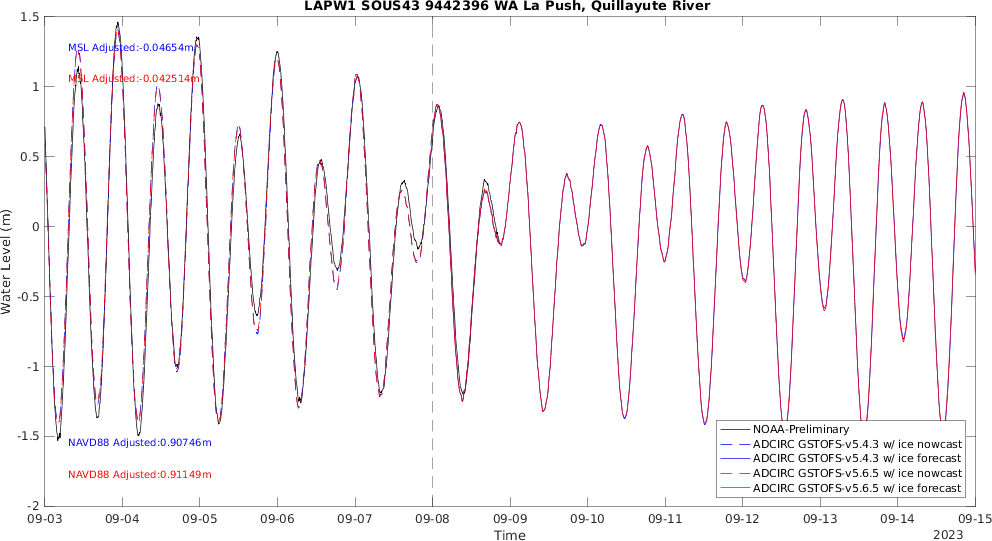 LAPW1 SOUS43 9442396 WA La Push, Quillayute River
Water Level (m)
1.5
1
0.5
0
-0.5
-1
-1.5
-2
MSL Adjusted:-0.04654m
MSL Adjusted:-0.042514m
NAVD88 Adjusted:0.90746m
NAVD88 Adjusted:0.91149m
NOAA-Preliminary
ADCIRC GSTOFS-v5.4.3 w/ ice nowcast
ADCIRC GSTOFS-v5.4.3 w/ ice forecast
ADCIRC GSTOFS-v5.6.5 w/ ice nowcast
ADCIRC GSTOFS-v5.6.5 w/ ice forecast
09-03 09-04 09-05 09-06 09-07 09-08 09-09 09-10 09-11 09-12 09-13 09-14 09-15
Time
2023